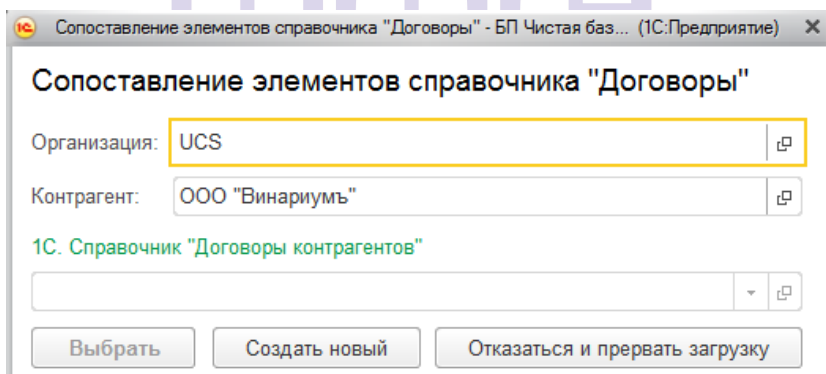 Сопоставление элементов справочника "Договоры" - БП Чистая баз... (1С:Предприятие)
Сопоставление элементов справочника "Договоры"
Организация: UCS
Контрагент: ООО "Винариумъ"
1С. Справочник "Договоры контрагентов"
Выбрать Создать новый Отказаться и прервать загрузку